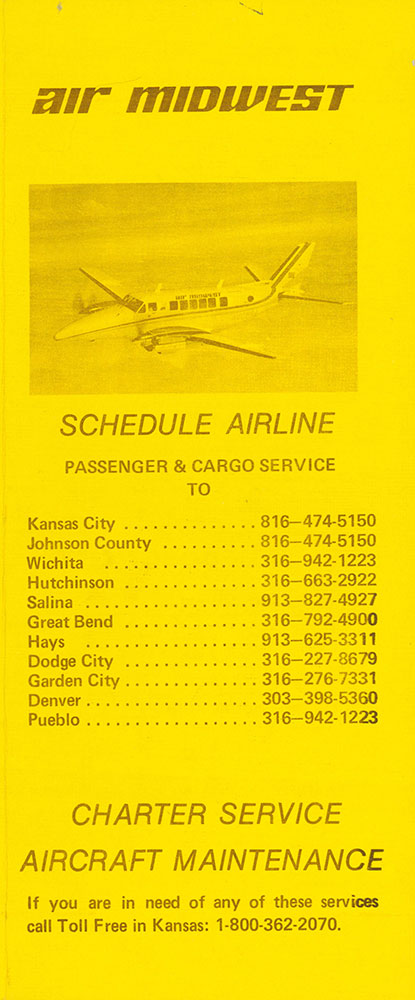 air midwest
air midwest
SCHEDULE AIRLINE
PASSENGER & CARGO SERVICE
TO
Kansas City .............. 816—474-5150
Johnson County .......... 816—474-5150
Wichita ................ 316—942-1223
Hutchinson .............. 316—663-2922
Salina .................. 913—827-4927
Great Bend .............. 316—792-4900
Hays .................. 913—625-3311
Dodge City .............. 316—227-8679
Garden City .............. 316—276-7331
Denver .................. 303—398-5360
Pueblo .................. 316—942-1223
CHARTER SERVICE
AIRCRAFT MAINTENANCE
If you are in need of any of these services
call Toll Free in Kansas: 1-800-362-2070.